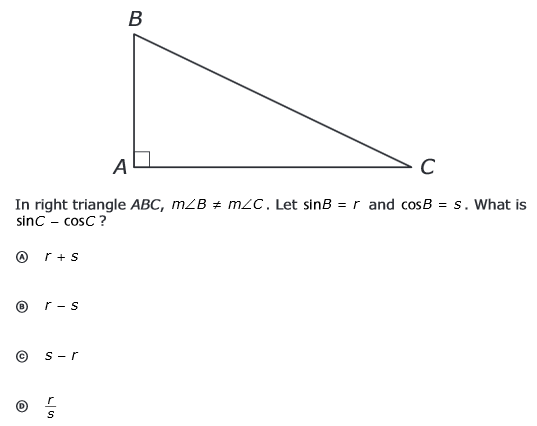 B
A
C
In right triangle ABC, m∠B ≠ m∠C. Let sinB = r and cosB = s. What is
sinC – cosC?
A r + s
B r – s
C s – r
D r/s